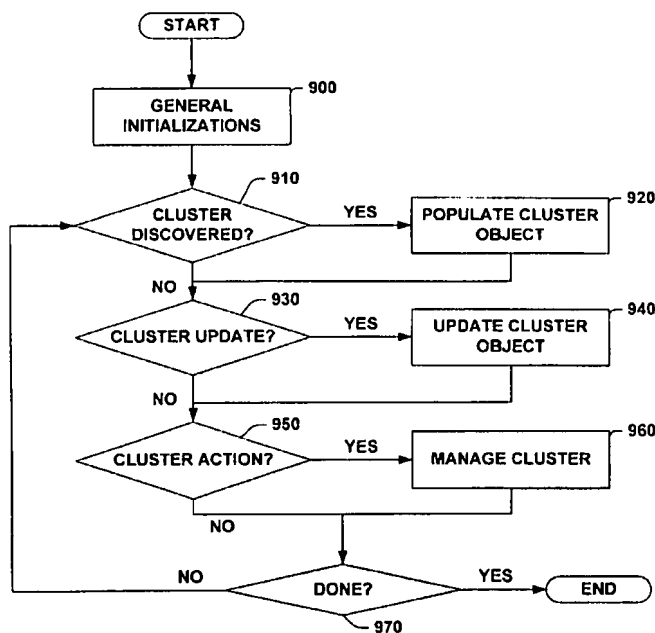 START
900
GENERAL
INITIALIZATIONS
910
CLUSTER
DISCOVERED?
YES
920
POPULATE CLUSTER
OBJECT
NO
930
CLUSTER UPDATE?
YES
940
UPDATE CLUSTER
OBJECT
NO
950
CLUSTER ACTION?
YES
960
MANAGE CLUSTER
NO
NO
DONE?
YES
END
970